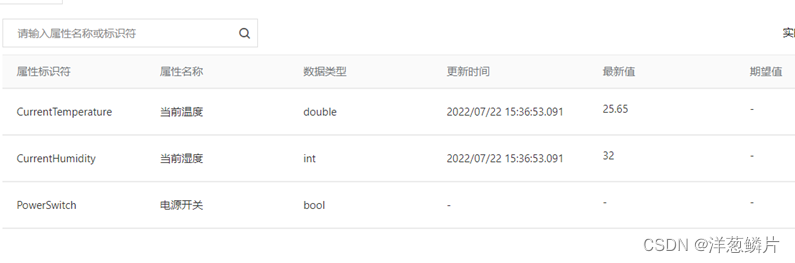 请输入属性名称或标识符
实
属性标识符 属性名称 数据类型 更新时间 最新值 期望值
CurrentTemperature 当前温度 double 2022/07/22 15:36:53.091 25.65 -
CurrentHumidity 当前湿度 int 2022/07/22 15:36:53.091 32 -
PowerSwitch 电源开关 bool - - -
CSDN @洋葱鳞片